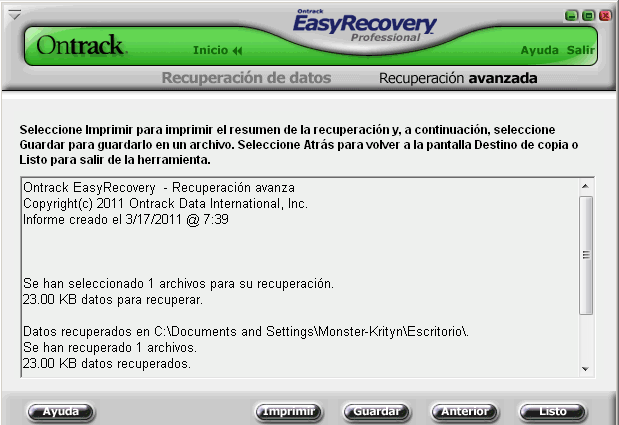 Ontrack
EasyRecovery
Professional
Ontrack.
Inicio
Ayuda Salir
Recuperación de datos
Recuperación avanzada
Seleccione Imprimir para imprimir el resumen de la recuperación y, a continuación, seleccione
Guardar para guardarlo en un archivo. Seleccione Atrás para volver a la pantalla Destino de copia o
Listo para salir de la herramienta.
Ontrack EasyRecovery - Recuperación avanza
Copyright(c) 2011 Ontrack Data International, Inc.
Informe creado el 3/17/2011 @ 7:39
Se han seleccionado 1 archivos para su recuperación.
23.00 KB datos para recuperar.
Datos recuperados en C:\Documents and Settings\Monster-Krityn\Escritorio\.
Se han recuperado 1 archivos.
23.00 KB datos recuperados.
Ayuda
Imprimir
Guardar
Anterior
Listo